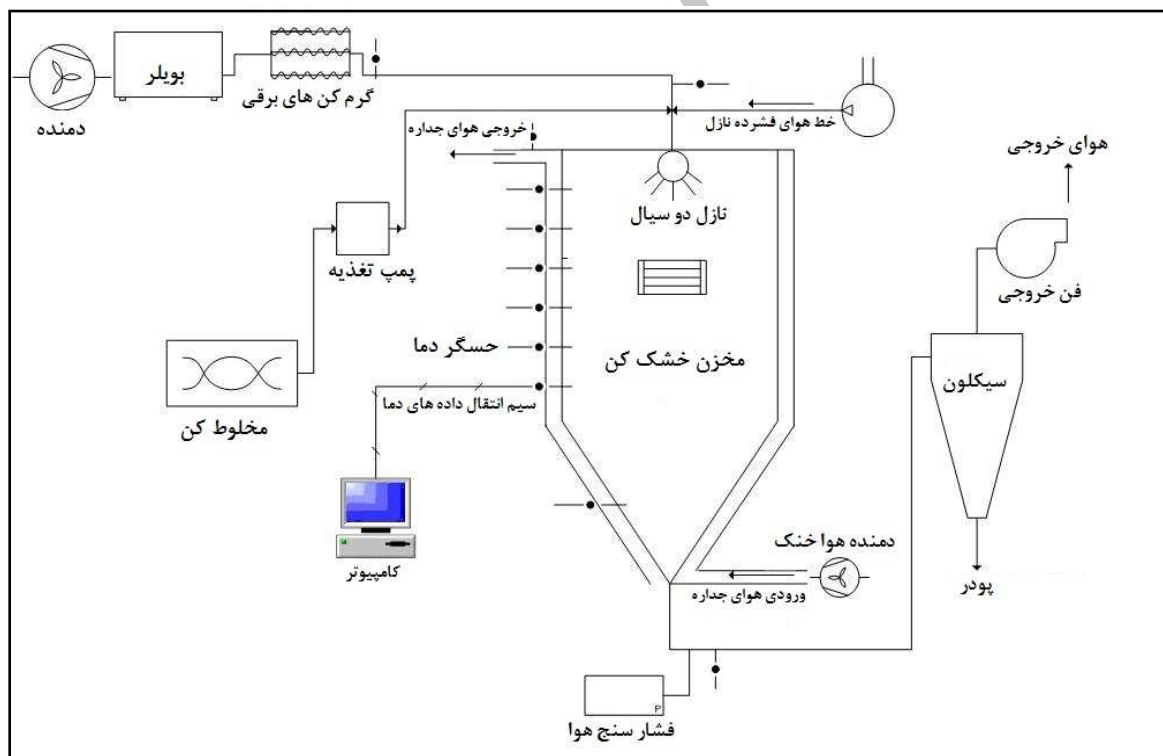 بویلر
گرم کن های برقی
دمنده
خروجی هوای جداره
خط هوای فشرده نازل
هوای خروجی
نازل دو سیال
پمپ تغذیه
فن خروجی
حسگر دما
مخزن خشک کن
سیکلون
سیم انتقال داده های دما
مخلوط کن
دمنده هوا خنک
کامپیوتر
ورودی هوای جداره
پودر
P
فشار سنج هوا